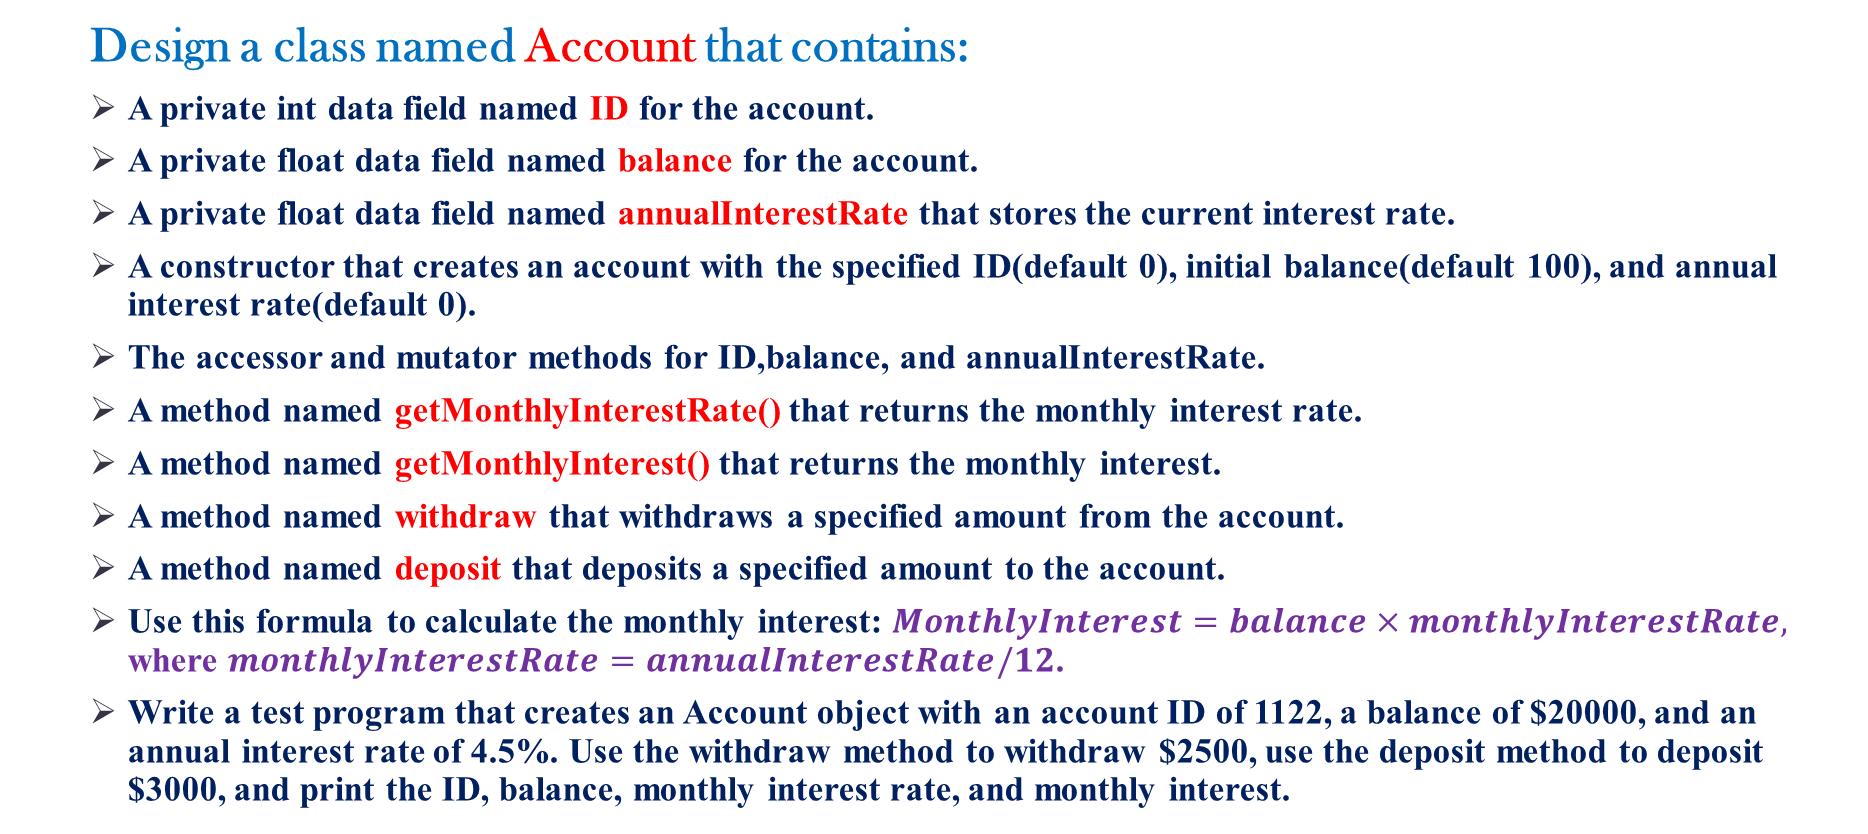 Design a class named Account that contains:
➢ A private int data field named ID for the account.
➢ A private float data field named balance for the account.
➢ A private float data field named annualInterestRate that stores the current interest rate.
➢ A constructor that creates an account with the specified ID(default 0), initial balance(default 100), and annual
interest rate(default 0).
➢ The accessor and mutator methods for ID,balance, and annualInterestRate.
➢ A method named getMonthlyInterestRate() that returns the monthly interest rate.
➢ A method named getMonthlyInterest() that returns the monthly interest.
➢ A method named withdraw that withdraws a specified amount from the account.
➢ A method named deposit that deposits a specified amount to the account.
➢ Use this formula to calculate the monthly interest: MonthlyInterest = balance × monthlyInterestRate,
where monthlyInterestRate = annualInterestRate/12.
➢ Write a test program that creates an Account object with an account ID of 1122, a balance of $20000, and an
annual interest rate of 4.5%. Use the withdraw method to withdraw $2500, use the deposit method to deposit
$3000, and print the ID, balance, monthly interest rate, and monthly interest.